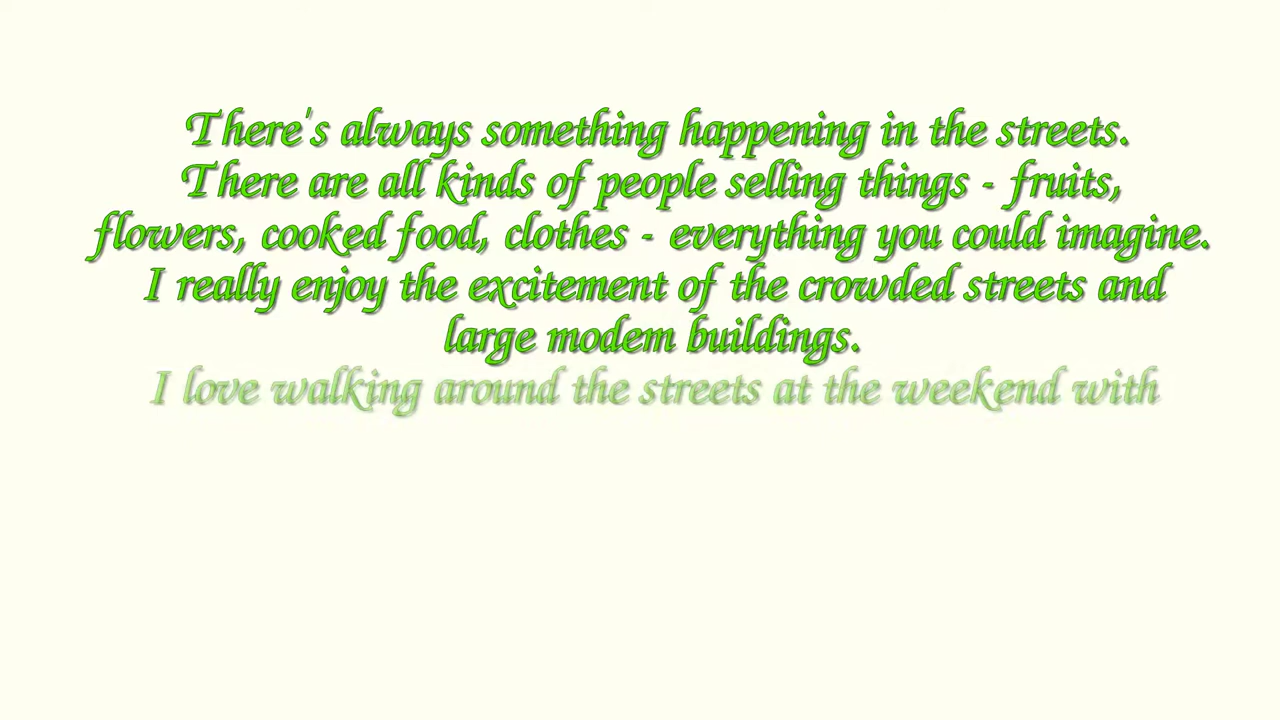 There's always something happening in the streets.
There are all kinds of people selling things - fruits,
flowers, cooked food, clothes - everything you could imagine.
I really enjoy the excitement of the crowded streets and
large modem buildings.
I love walking around the streets at the weekend with